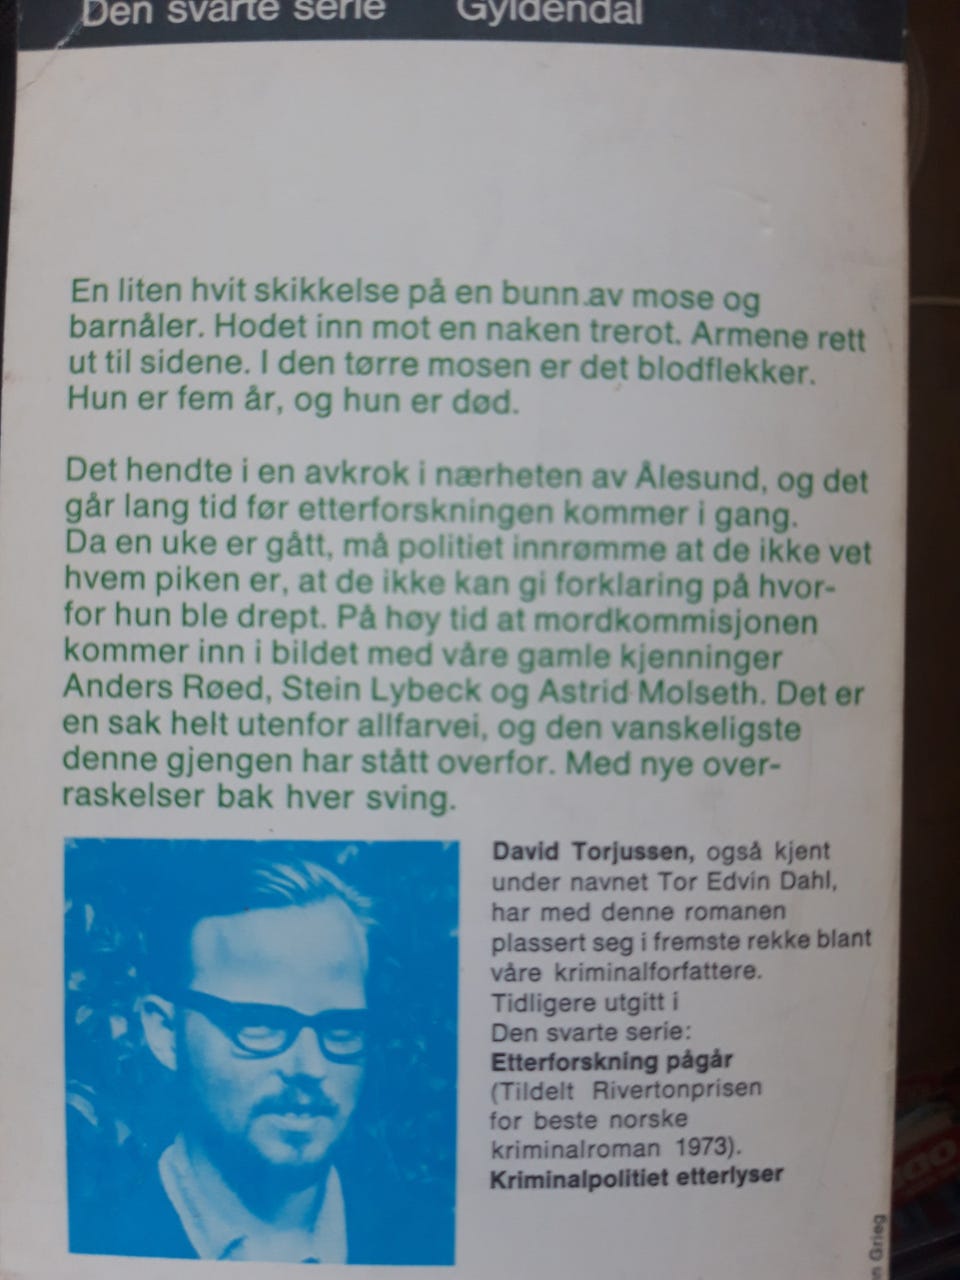 Den svarte serie Gyldendal
En liten hvit skikkelse på en bunn av mose og
barnåler. Hodet inn mot en naken trerot. Armene rett
ut til sidene. I den tørre mosen er det blodflekker.
Hun er fem år, og hun er død.
Det hendte i en avkrok i nærheten av Ålesund, og det
går lang tid før etterforskningen kommer i gang.
Da en uke er gått, må politiet innrømme at de ikke vet
hvem piken er, at de ikke kan gi forklaring på hvor-
for hun ble drept. På høy tid at mordkommisjonen
kommer inn i bildet med våre gamle kjenninger
Anders Røed, Stein Lybeck og Astrid Molseth. Det er
en sak helt utenfor allfarvei, og den vanskeligste
denne gjengen har stått overfor. Med nye over-
raskelser bak hver sving.
David Torjussen, også kjent
under navnet Tor Edvin Dahl,
har med denne romanen
plassert seg i fremste rekke blant
våre kriminalforfattere.
Tidligere utgitt i
Den svarte serie:
Etterforskning pågår
(Tildelt Rivertonprisen
for beste norske
kriminalroman 1973).
Kriminalpolitiet etterlyser
Grieg